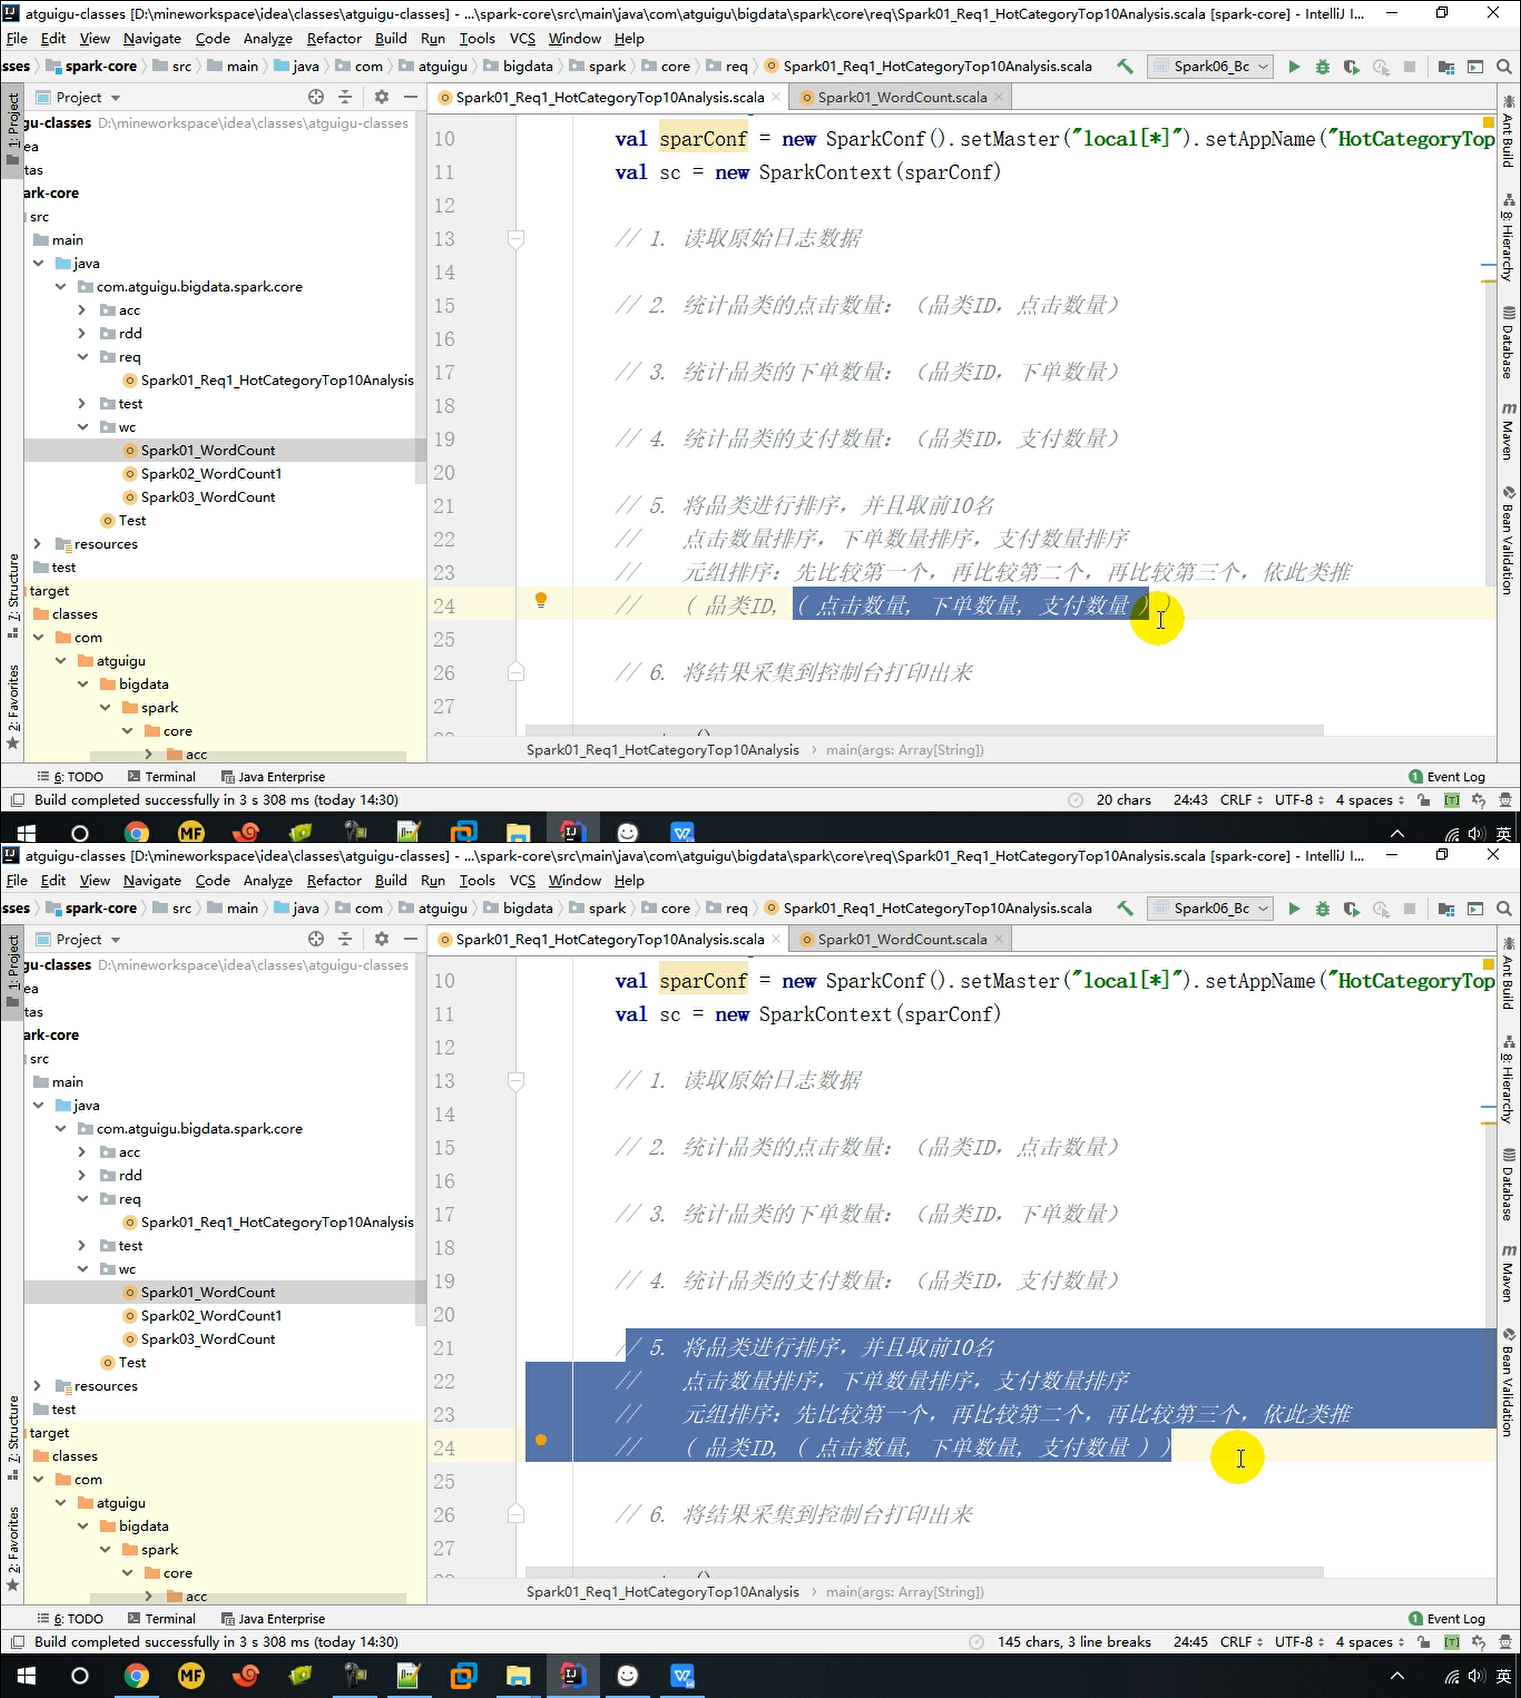 atguigu-classes [D:\mineworkspace\idea\classes\atguigu-classes] - ...\spark-core\src\main\java\com\atguigu\bigdata\spark\core\req\Spark01_Req1_HotCategoryTop10Analysis.scala [spark-core] - IntelliJ I...
File Edit View Navigate Code Analyze Refactor Build Run Tools VCS Window Help
sses spark-core src main java com atguigu bigdata spark core req Spark01_Req1_HotCategoryTop10Analysis.scala Spark06_Bc
1: Project
Project
Spark01_Req1_HotCategoryTop10Analysis.scala
Spark01_WordCount.scala
gu-classes D:\mineworkspace\idea\classes\atguigu-classes
ea
tas
ark-core
src
main
java
com.atguigu.bigdata.spark.core
acc
rdd
req
Spark01_Req1_HotCategoryTop10Analysis
test
wc
Spark01_WordCount
Spark02_WordCount1
Spark03_WordCount
Test
resources
test
target
classes
com
atguigu
bigdata
spark
core
acc
7: Structure
2: Favorites
10 val sparConf = new SparkConf().setMaster("local[*]").setAppName("HotCategoryTop
11 val sc = new SparkContext(sparConf)
12
13 // 1. 读取原始日志数据
14
15 // 2. 统计品类的点击数量：（品类ID，点击数量）
16
17 // 3. 统计品类的下单数量：（品类ID，下单数量）
18
19 // 4. 统计品类的支付数量：（品类ID，支付数量）
20
21 // 5. 将品类进行排序，并且取前10名
22 // 点击数量排序，下单数量排序，支付数量排序
23 // 元组排序：先比较第一个，再比较第二个，再比较第三个，依此类推
24 // ( 品类ID, ( 点击数量, 下单数量, 支付数量 ) )
25
26 // 6. 将结果采集到控制台打印出来
27
Ant Build
8: Hierarchy
Database
Maven
Bean Validation
Spark01_Req1_HotCategoryTop10Analysis main(args: Array[String])
6: TODO Terminal Java Enterprise 1 Event Log
Build completed successfully in 3 s 308 ms (today 14:30) 20 chars 24:43 CRLF UTF-8 4 spaces
MF 英
atguigu-classes [D:\mineworkspace\idea\classes\atguigu-classes] - ...\spark-core\src\main\java\com\atguigu\bigdata\spark\core\req\Spark01_Req1_HotCategoryTop10Analysis.scala [spark-core] - IntelliJ I...
File Edit View Navigate Code Analyze Refactor Build Run Tools VCS Window Help
sses spark-core src main java com atguigu bigdata spark core req Spark01_Req1_HotCategoryTop10Analysis.scala Spark06_Bc
1: Project
Project
Spark01_Req1_HotCategoryTop10Analysis.scala
Spark01_WordCount.scala
gu-classes D:\mineworkspace\idea\classes\atguigu-classes
ea
tas
ark-core
src
main
java
com.atguigu.bigdata.spark.core
acc
rdd
req
Spark01_Req1_HotCategoryTop10Analysis
test
wc
Spark01_WordCount
Spark02_WordCount1
Spark03_WordCount
Test
resources
test
target
classes
com
atguigu
bigdata
spark
core
acc
7: Structure
2: Favorites
10 val sparConf = new SparkConf().setMaster("local[*]").setAppName("HotCategoryTop
11 val sc = new SparkContext(sparConf)
12
13 // 1. 读取原始日志数据
14
15 // 2. 统计品类的点击数量：（品类ID，点击数量）
16
17 // 3. 统计品类的下单数量：（品类ID，下单数量）
18
19 // 4. 统计品类的支付数量：（品类ID，支付数量）
20
21 // 5. 将品类进行排序，并且取前10名
22 // 点击数量排序，下单数量排序，支付数量排序
23 // 元组排序：先比较第一个，再比较第二个，再比较第三个，依此类推
24 // ( 品类ID, ( 点击数量, 下单数量, 支付数量 ) )
25
26 // 6. 将结果采集到控制台打印出来
27
Ant Build
8: Hierarchy
Database
Maven
Bean Validation
Spark01_Req1_HotCategoryTop10Analysis main(args: Array[String])
6: TODO Terminal Java Enterprise 1 Event Log
Build completed successfully in 3 s 308 ms (today 14:30) 145 chars, 3 line breaks 24:45 CRLF UTF-8 4 spaces
MF 英